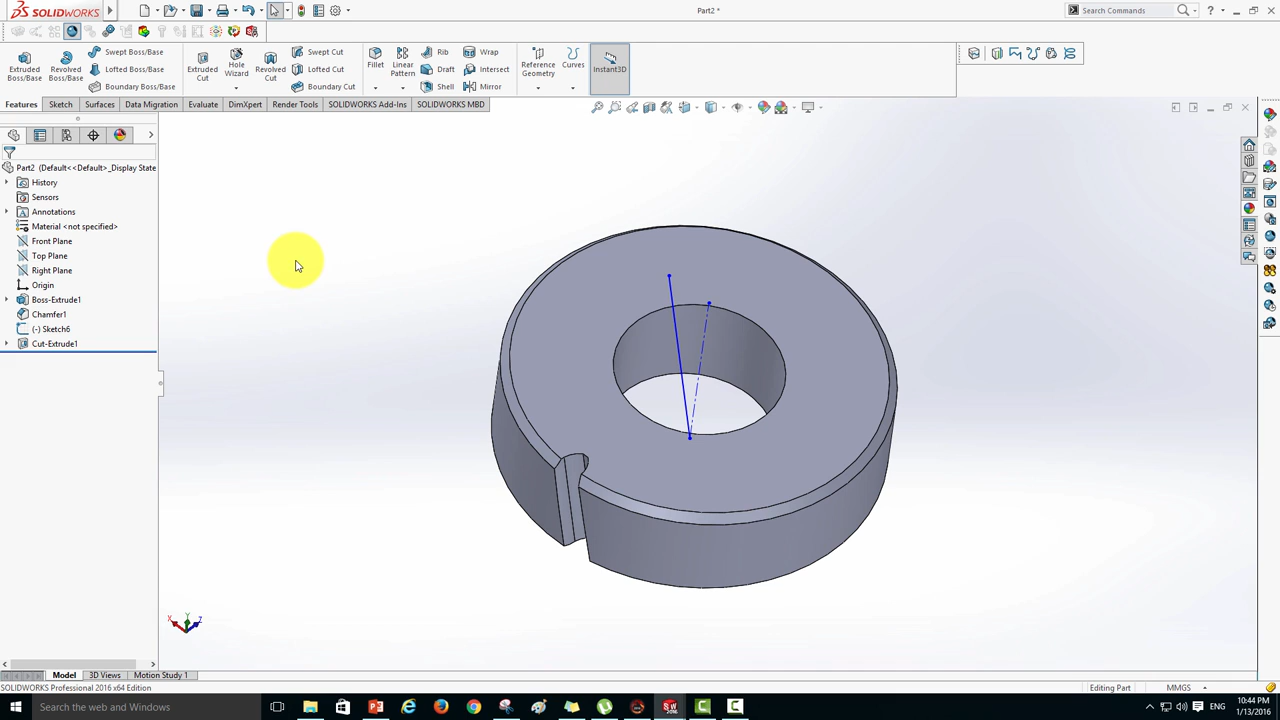 SOLIDWORKS
Part2 *
Search Commands
Extruded Boss/Base
Revolved Boss/Base
Swept Boss/Base
Lofted Boss/Base
Boundary Boss/Base
Extruded Cut
Hole Wizard
Revolved Cut
Swept Cut
Lofted Cut
Boundary Cut
Fillet
Linear Pattern
Rib
Draft
Shell
Wrap
Intersect
Mirror
Reference Geometry
Curves
Instant3D
Features
Sketch
Surfaces
Data Migration
Evaluate
DimXpert
Render Tools
SOLIDWORKS Add-Ins
SOLIDWORKS MBD
Part2 (Default<<Default>_Display State
History
Sensors
Annotations
Material <not specified>
Front Plane
Top Plane
Right Plane
Origin
Boss-Extrude1
Chamfer1
(-) Sketch6
Cut-Extrude1
X
Y
Z
Model
3D Views
Motion Study 1
SOLIDWORKS Professional 2016 x64 Edition
Editing Part
MMGS
Search the web and Windows
ENG
10:44 PM
1/13/2016